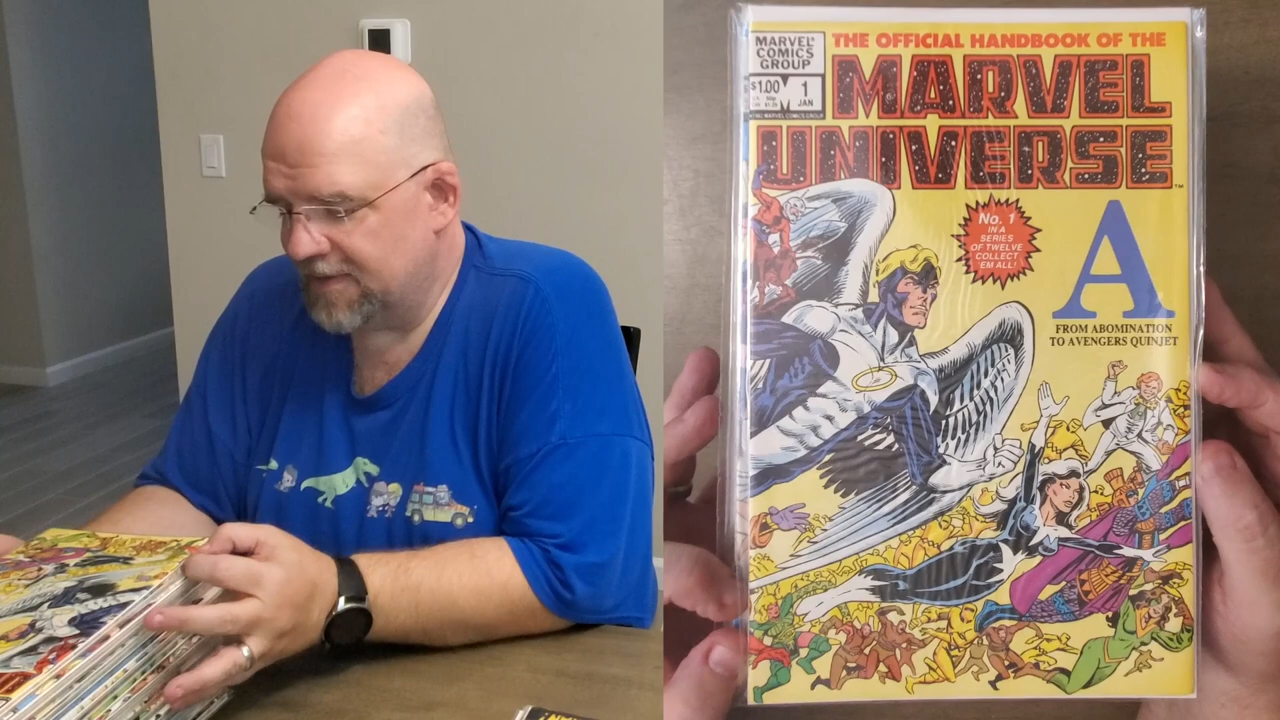 MARVEL®
COMICS
GROUP
$1.00
1
JAN
THE OFFICIAL HANDBOOK OF THE
MARVEL
UNIVERSE
TM
No. 1
IN A
SERIES
OF TWELVE
COLLECT
'EM ALL!
A
FROM ABOMINATION
TO AVENGERS QUINJET